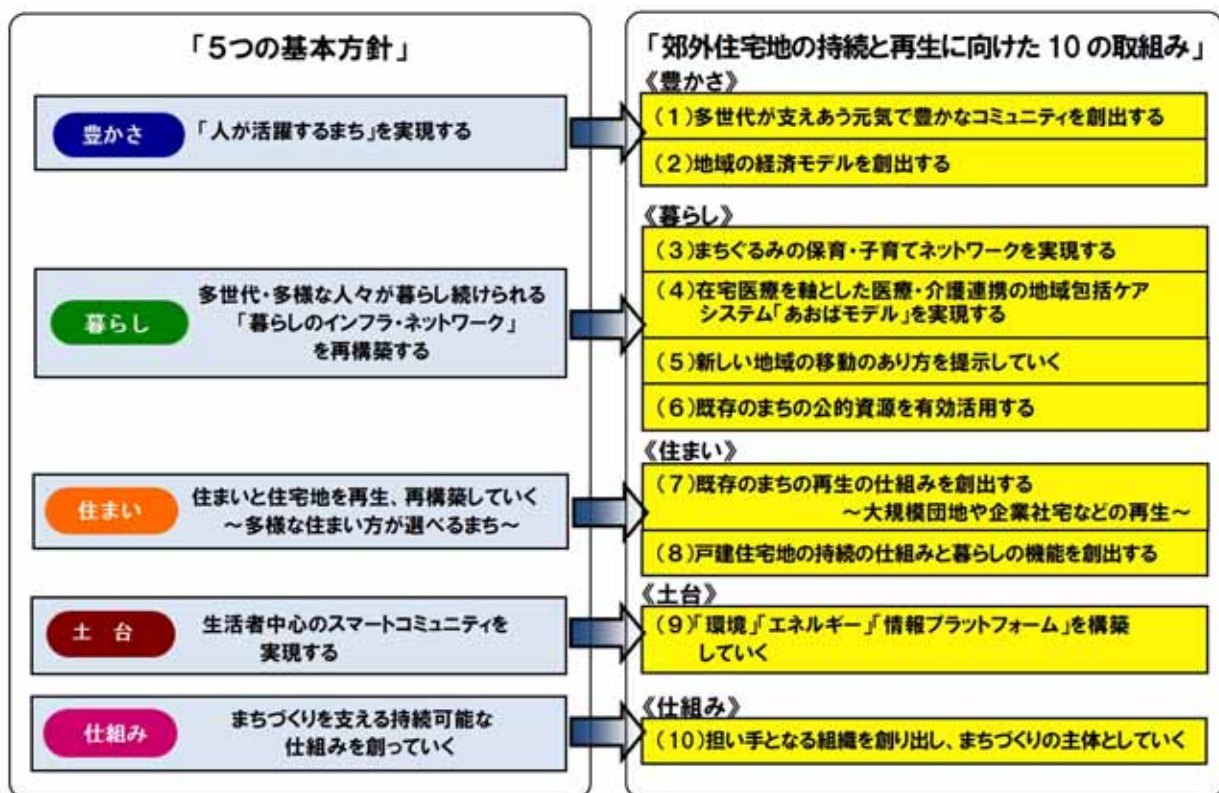 「5つの基本方針」
豊かさ
「人が活躍するまち」を実現する
暮らし
多世代・多様な人々が暮らし続けられる
「暮らしのインフラ・ネットワーク」
を再構築する
住まい
住まいと住宅地を再生、再構築していく
～多様な住まい方が選べるまち～
土 台
生活者中心のスマートコミュニティを
実現する
仕組み
まちづくりを支える持続可能な
仕組みを創っていく
「郊外住宅地の持続と再生に向けた10の取組み」
《豊かさ》
(1)多世代が支えあう元気で豊かなコミュニティを創出する
(2)地域の経済モデルを創出する
《暮らし》
(3)まちぐるみの保育・子育てネットワークを実現する
(4)在宅医療を軸とした医療・介護連携の地域包括ケア
システム「あおばモデル」を実現する
(5)新しい地域の移動のあり方を提示していく
(6)既存のまちの公的資源を有効活用する
《住まい》
(7)既存のまちの再生の仕組みを創出する
～大規模団地や企業社宅などの再生～
(8)戸建住宅地の持続の仕組みと暮らしの機能を創出する
《土台》
(9)「環境」「エネルギー」「情報プラットフォーム」を構築
していく
《仕組み》
(10)担い手となる組織を創り出し、まちづくりの主体としていく